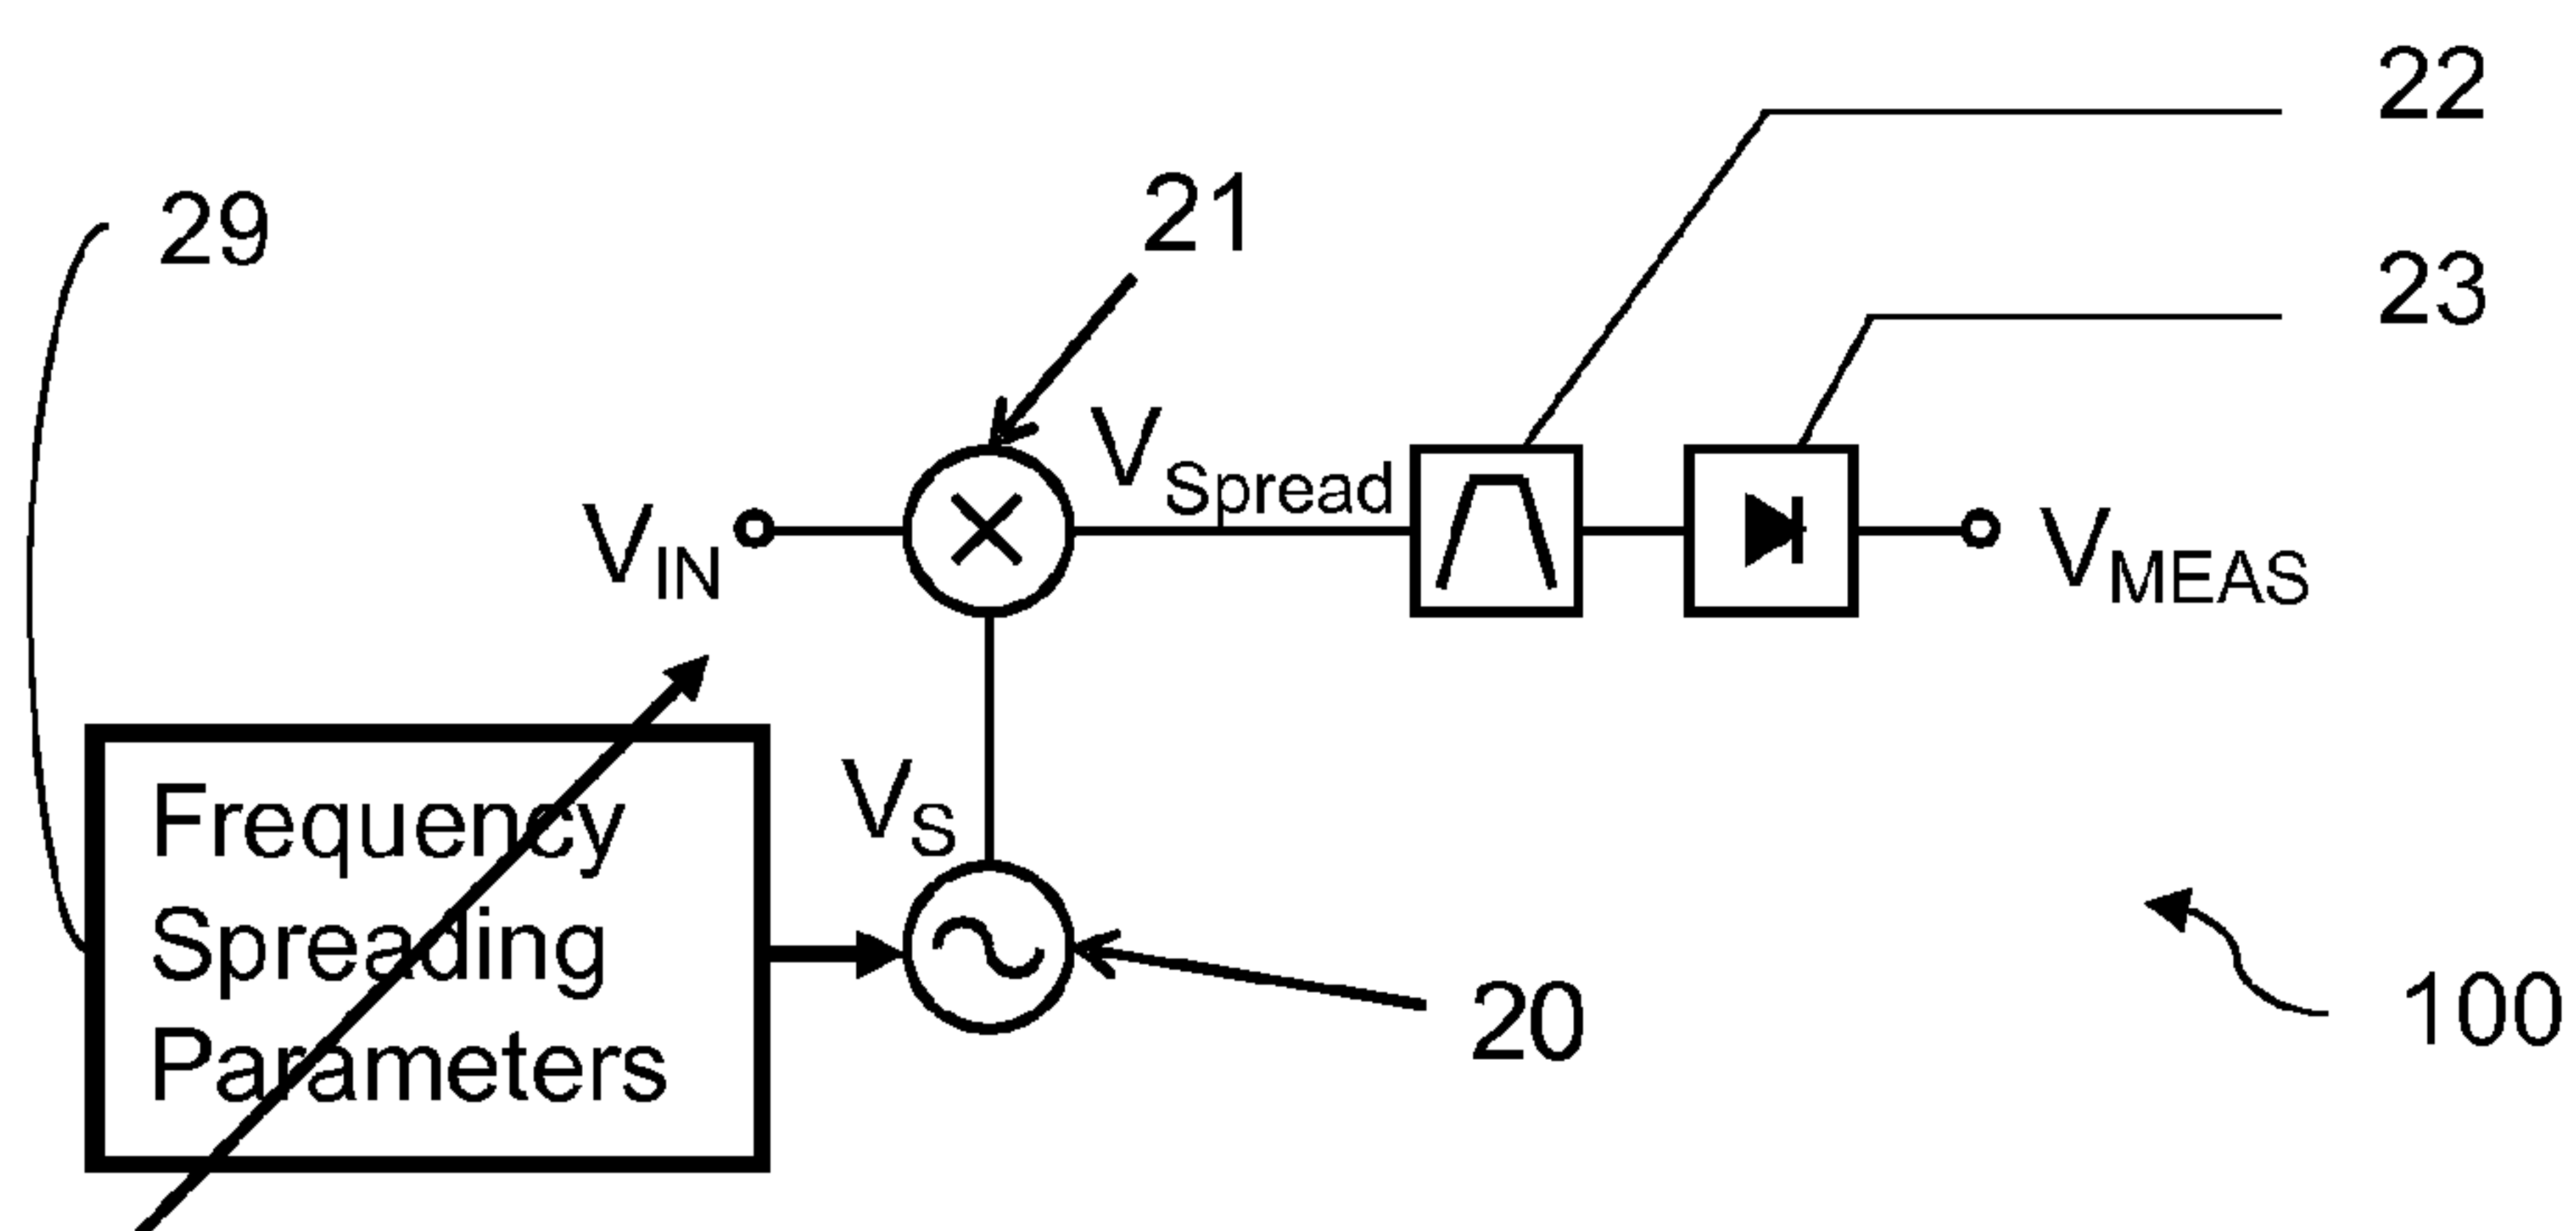 22
29
21
23
V_Spread
V_IN
V_MEAS
Frequency
Spreading
Parameters
V_S
20
100